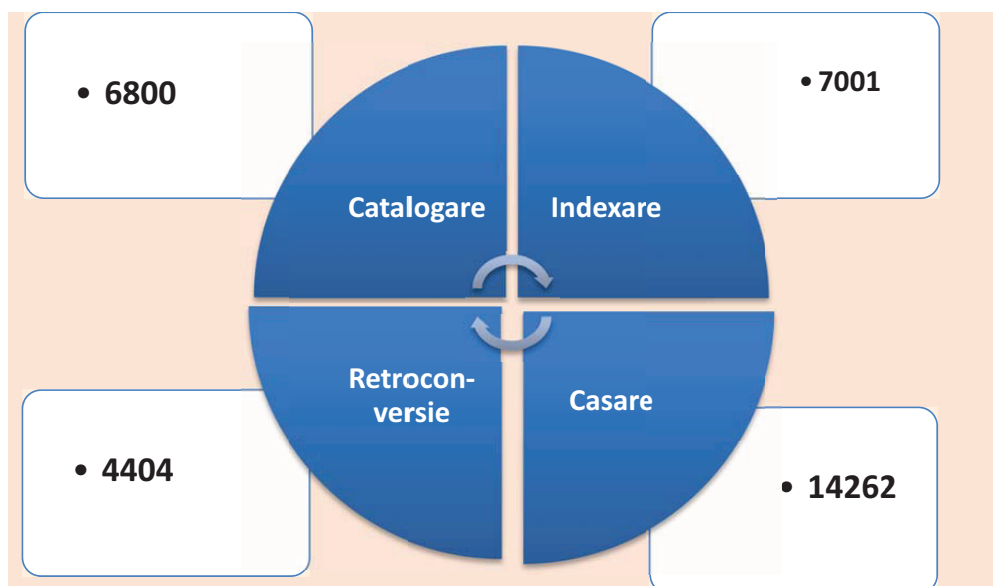 • 6800
• 7001
Catalogare
Indexare
Retrocon-
versie
Casare
• 4404
• 14262